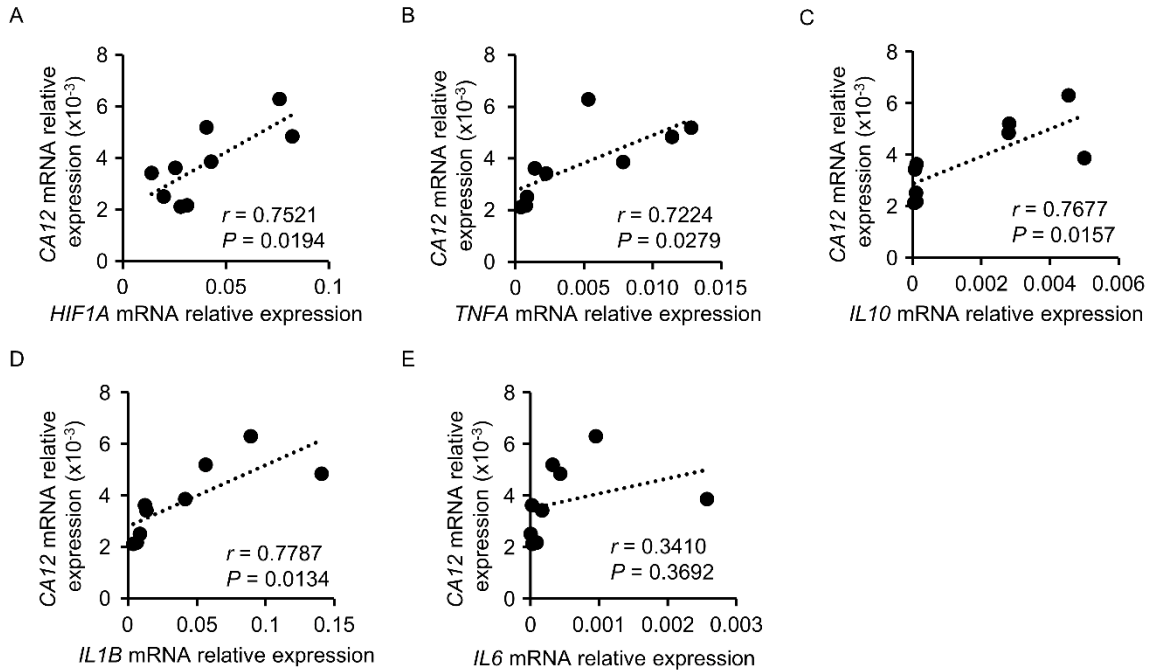 A
CA12 mRNA relative
expression (x10-3)
8
6
4
2
0
r = 0.7521
P = 0.0194
0
0.05
0.1
HIF1A mRNA relative expression
B
CA12 mRNA relative
expression (x10-3)
8
6
4
2
0
r = 0.7224
P = 0.0279
0
0.005
0.010
0.015
TNFA mRNA relative expression
C
CA12 mRNA relative
expression (x10-3)
8
6
4
2
0
r = 0.7677
P = 0.0157
0
0.002
0.004
0.006
IL10 mRNA relative expression
D
CA12 mRNA relative
expression (x10-3)
8
6
4
2
0
r = 0.7787
P = 0.0134
0
0.05
0.10
0.15
IL1B mRNA relative expression
E
CA12 mRNA relative
expression (x10-3)
8
6
4
2
0
r = 0.3410
P = 0.3692
0
0.001
0.002
0.003
IL6 mRNA relative expression